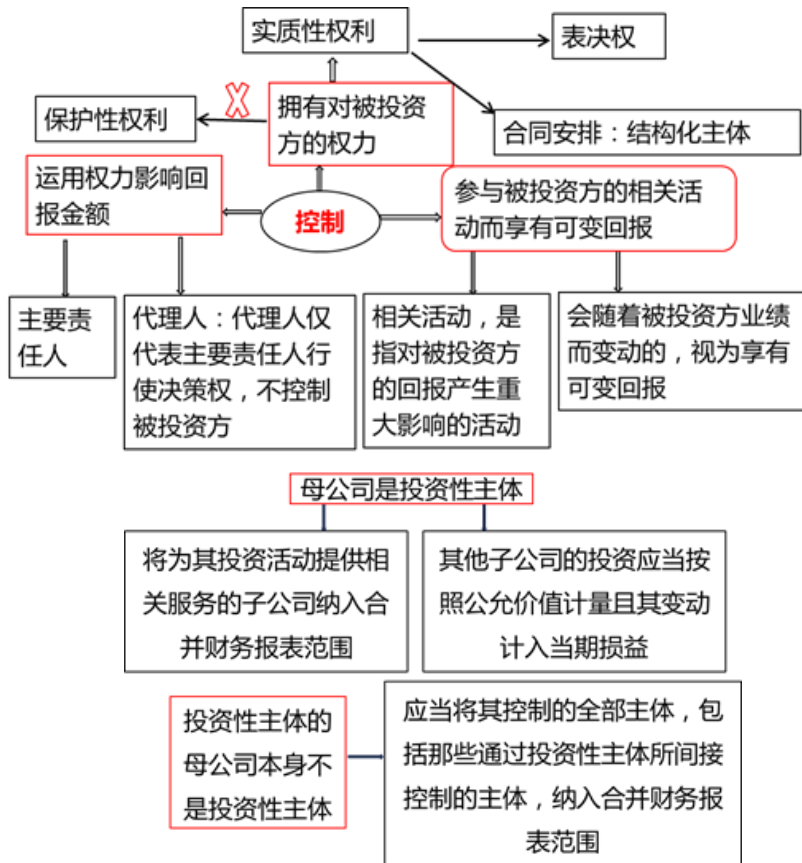 实质性权利
表决权
保护性权利
X
拥有对被投资
方的权力
合同安排：结构化主体
运用权力影响回
报金额
控制
参与被投资方的相关活
动而享有可变回报
主要责
任人
代理人：代理人仅
代表主要责任人行
使决策权，不控制
被投资方
相关活动，是
指对被投资方
的回报产生重
大影响的活动
会随着被投资方业绩
而变动的，视为享有
可变回报
母公司是投资性主体
将为其投资活动提供相
关服务的子公司纳入合
并财务报表范围
其他子公司的投资应当按
照公允价值计量且其变动
计入当期损益
投资性主体的
母公司本身不
是投资性主体
应当将其控制的全部主体，包
括那些通过投资性主体所间接
控制的主体，纳入合并财务报
表范围